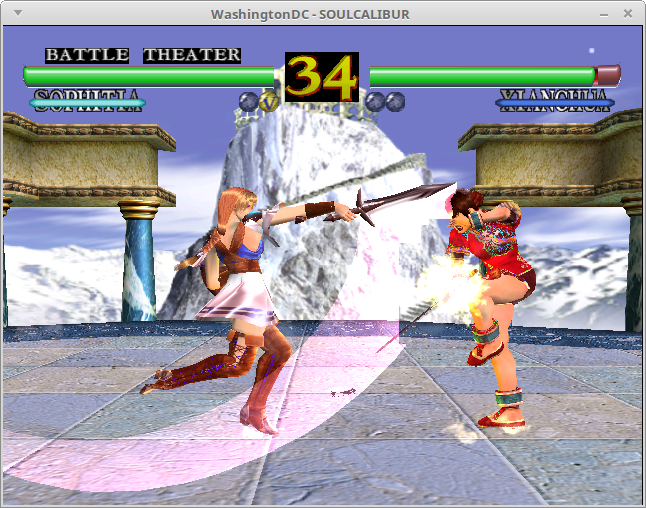 WashingtonDC - SOULCALIBUR
BATTLE THEATER
34
SOPHITIA
XIANGHUA
V